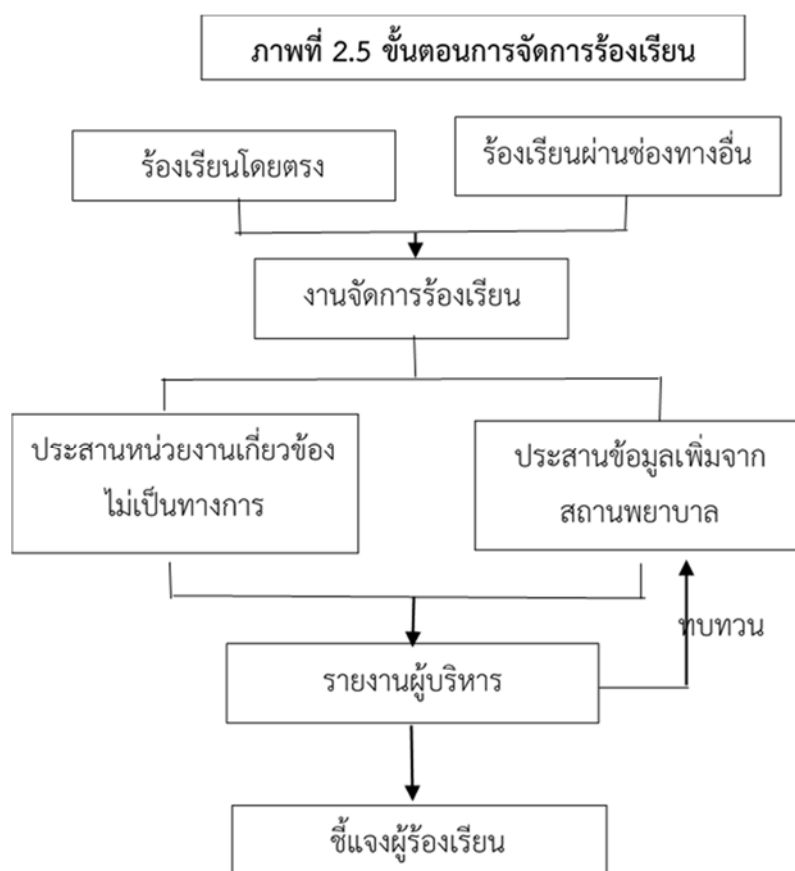 ภาพที่ 2.5 ขั้นตอนการจัดการร้องเรียน
ร้องเรียนโดยตรง
ร้องเรียนผ่านช่องทางอื่น
งานจัดการร้องเรียน
ประสานหน่วยงานเกี่ยวข้อง
ไม่เป็นทางการ
ประสานข้อมูลเพิ่มจาก
สถานพยาบาล
ทบทวน
รายงานผู้บริหาร
ชี้แจงผู้ร้องเรียน